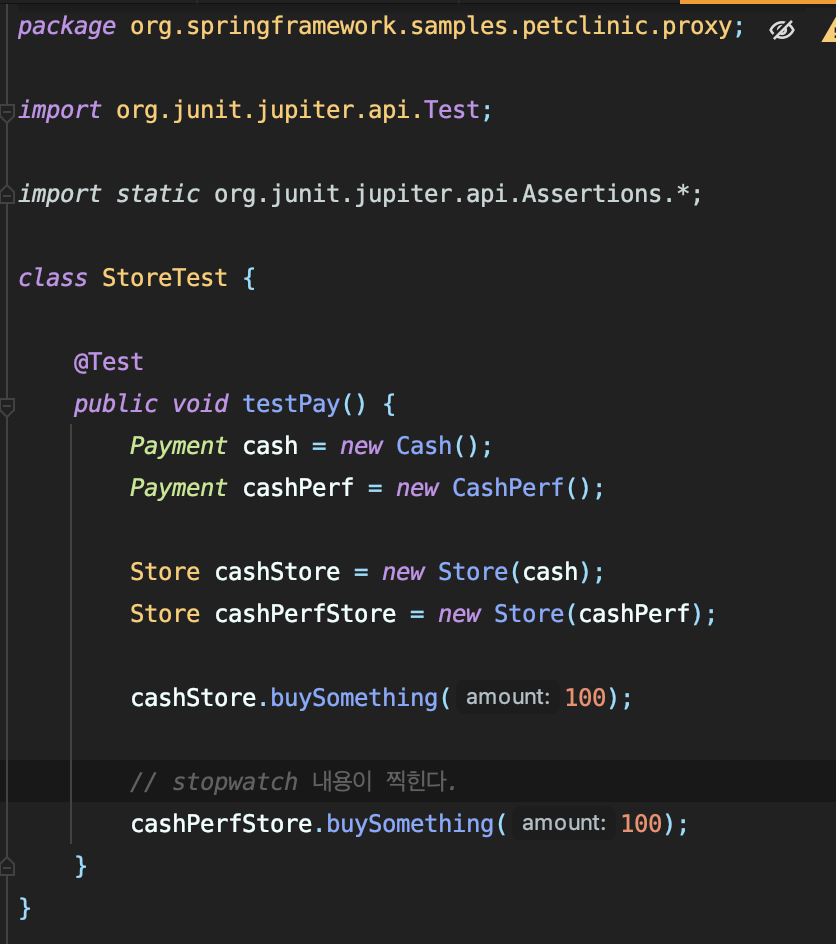 package org.springframework.samples.petclinic.proxy;
import org.junit.jupiter.api.Test;
import static org.junit.jupiter.api.Assertions.*;
class StoreTest {
@Test
public void testPay() {
Payment cash = new Cash();
Payment cashPerf = new CashPerf();
Store cashStore = new Store(cash);
Store cashPerfStore = new Store(cashPerf);
cashStore.buySomething( amount: 100);
// stopwatch 내용이 찍힌다.
cashPerfStore.buySomething( amount: 100);
}
}